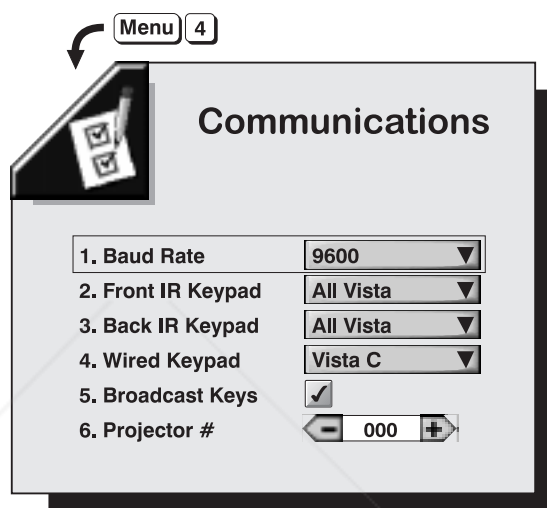 Menu 4
Communications
1. Baud Rate 9600
2. Front IR Keypad All Vista
3. Back IR Keypad All Vista
4. Wired Keypad Vista C
5. Broadcast Keys
6. Projector # 000